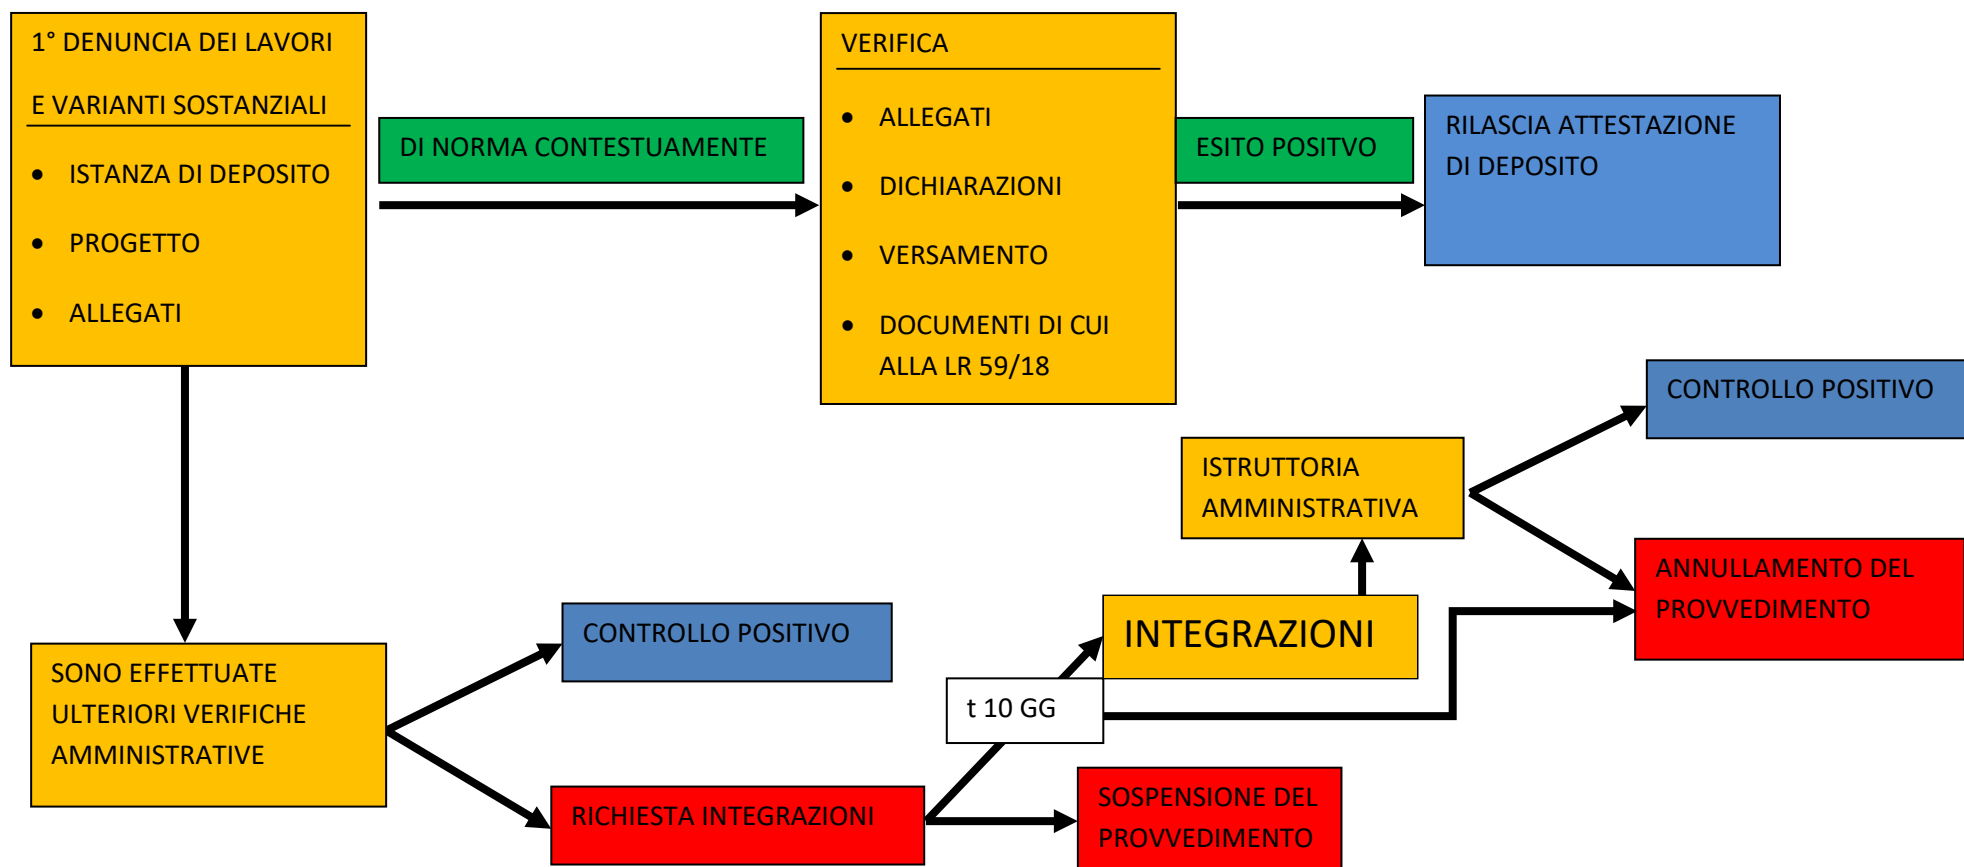 1° DENUNCIA DEI LAVORI
E VARIANTI SOSTANZIALI
• ISTANZA DI DEPOSITO
• PROGETTO
• ALLEGATI
DI NORMA CONTESTUAMENTE
VERIFICA
• ALLEGATI
• DICHIARAZIONI
• VERSAMENTO
• DOCUMENTI DI CUI
ALLA LR 59/18
ESITO POSITVO
RILASCIA ATTESTAZIONE
DI DEPOSITO
SONO EFFETTUATE
ULTERIORI VERIFICHE
AMMINISTRATIVE
CONTROLLO POSITIVO
RICHIESTA INTEGRAZIONI
t 10 GG
INTEGRAZIONI
SOSPENSIONE DEL
PROVVEDIMENTO
ISTRUTTORIA
AMMINISTRATIVA
CONTROLLO POSITIVO
ANNULLAMENTO DEL
PROVVEDIMENTO